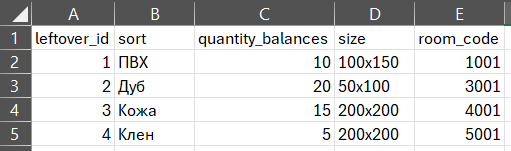 A B C D E
1 leftover_id sort quantity_balances size room_code
2 1 ПВХ 10 100x150 1001
3 2 Дуб 20 50x100 3001
4 3 Кожа 15 200x200 4001
5 4 Клен 5 200x200 5001